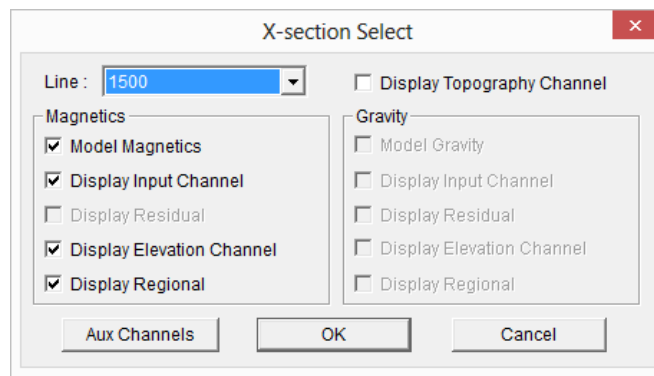 X-section Select
Line : 1500
Display Topography Channel
Magnetics
Model Magnetics
Display Input Channel
Display Residual
Display Elevation Channel
Display Regional
Gravity
Model Gravity
Display Input Channel
Display Residual
Display Elevation Channel
Display Regional
Aux Channels
OK
Cancel